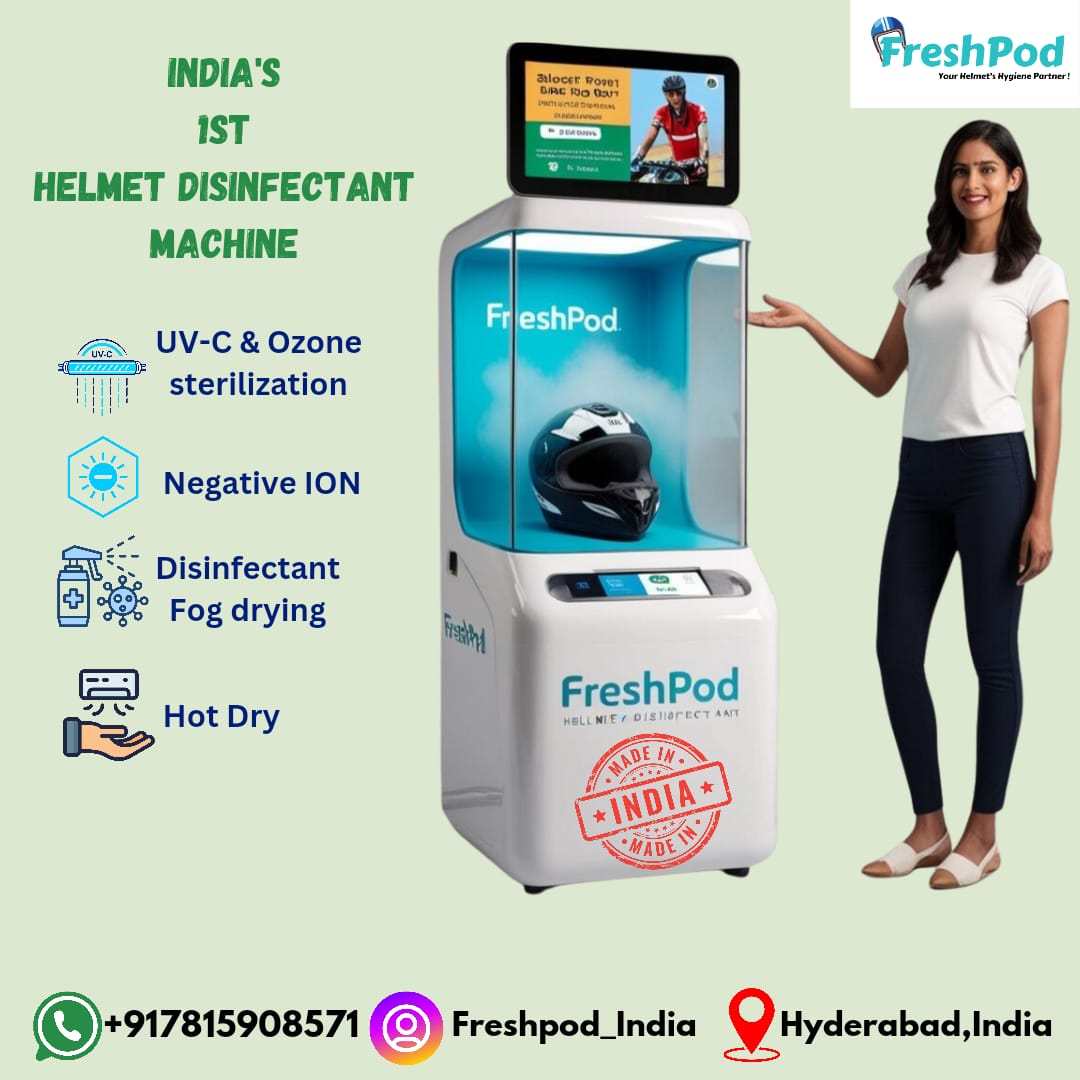 FreshPod
Your Helmet's Hygiene Partner!
INDIA'S
1ST
HELMET DISINFECTANT
MACHINE
FreshPod
UV-C
UV-C & Ozone
sterilization
Negative ION
Disinfectant
Fog drying
Hot Dry
FreshPod
MADE IN
INDIA
MADE IN
+917815908571
Freshpod_India
Hyderabad,India